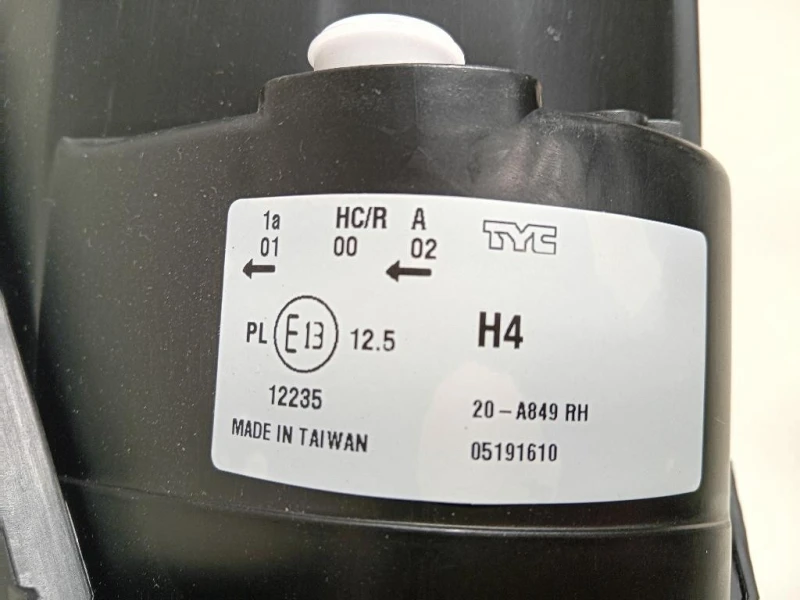 1a HC/R A TYC
01 00 02
PL E13 12.5 H4
12235 20-A849 RH
MADE IN TAIWAN 05191610